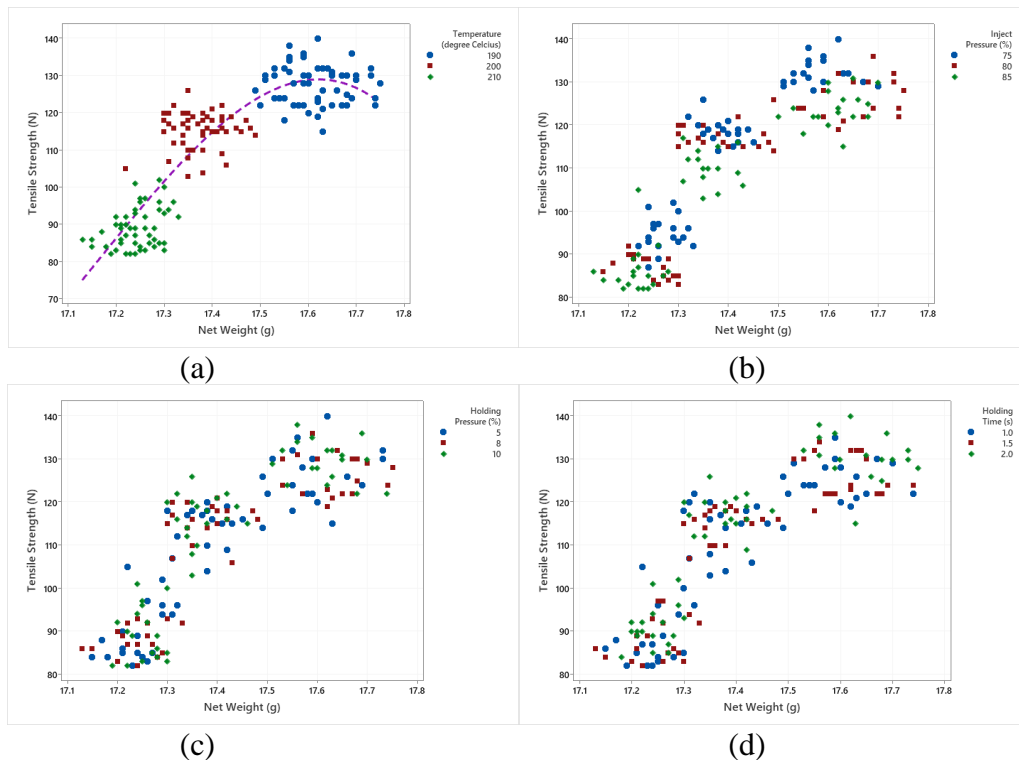 Temperature
(degree Celcius)
190
200
210
Tensile Strength (N)
140
130
120
110
100
90
80
70
17.1 17.2 17.3 17.4 17.5 17.6 17.7 17.8
Net Weight (g)
(a)
Inject
Pressure (%)
75
80
85
Tensile Strength (N)
140
130
120
110
100
90
80
17.1 17.2 17.3 17.4 17.5 17.6 17.7 17.8
Net Weight (g)
(b)
Holding
Pressure (%)
5
8
10
Tensile Strength (N)
140
130
120
110
100
90
80
17.1 17.2 17.3 17.4 17.5 17.6 17.7 17.8
Net Weight (g)
(c)
Holding
Time (s)
1.0
1.5
2.0
Tensile Strength (N)
140
130
120
110
100
90
80
17.1 17.2 17.3 17.4 17.5 17.6 17.7 17.8
Net Weight (g)
(d)